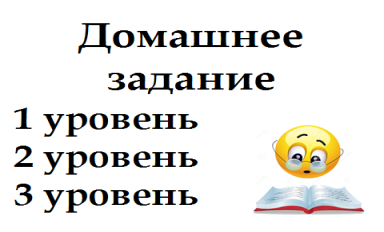 Домашнее
задание
1 уровень
2 уровень
3 уровень